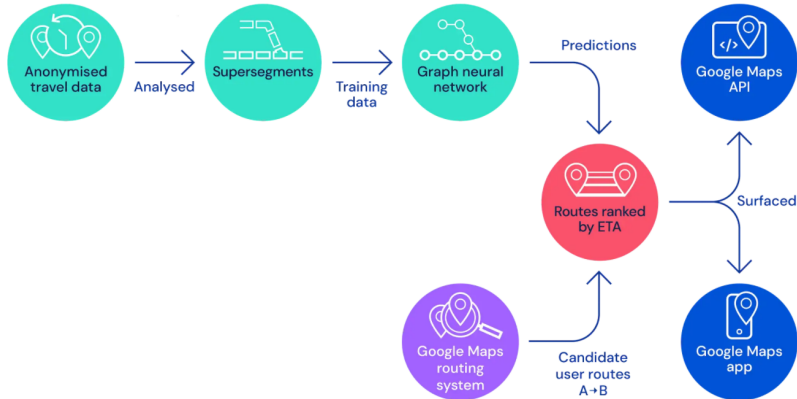 Anonymised
travel data
Analysed
Supersegments
Training
data
Graph neural
network
Predictions
</>
Google Maps
API
Routes ranked
by ETA
Surfaced
Google Maps
routing
system
Candidate
user routes
A→B
Google Maps
app